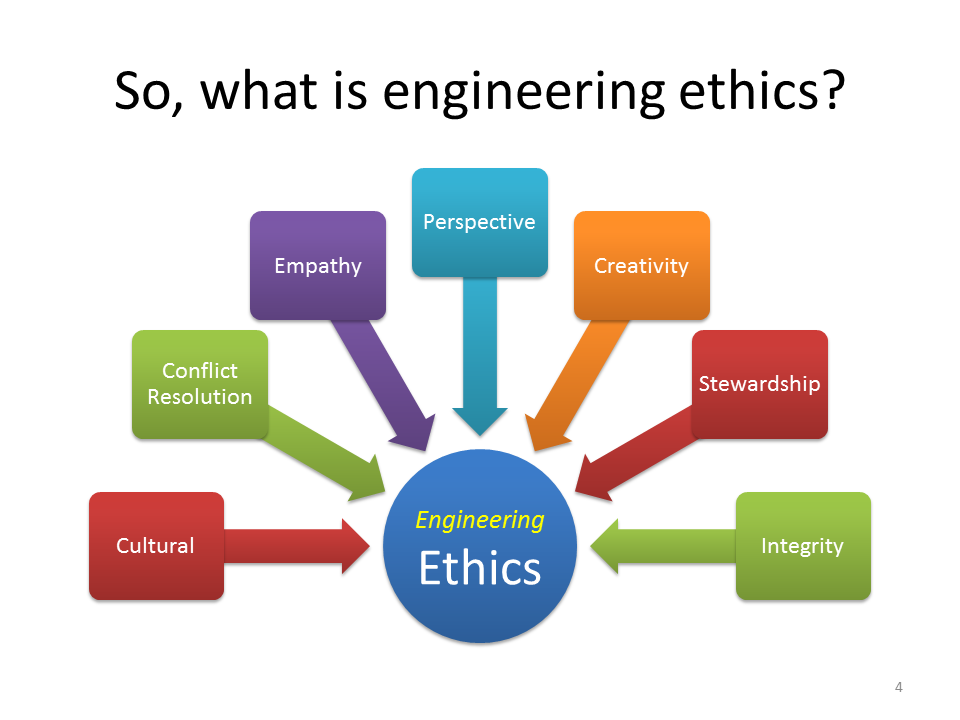 So, what is engineering ethics?
Perspective
Empathy
Creativity
Conflict
Resolution
Stewardship
Cultural
Engineering
Ethics
Integrity
4